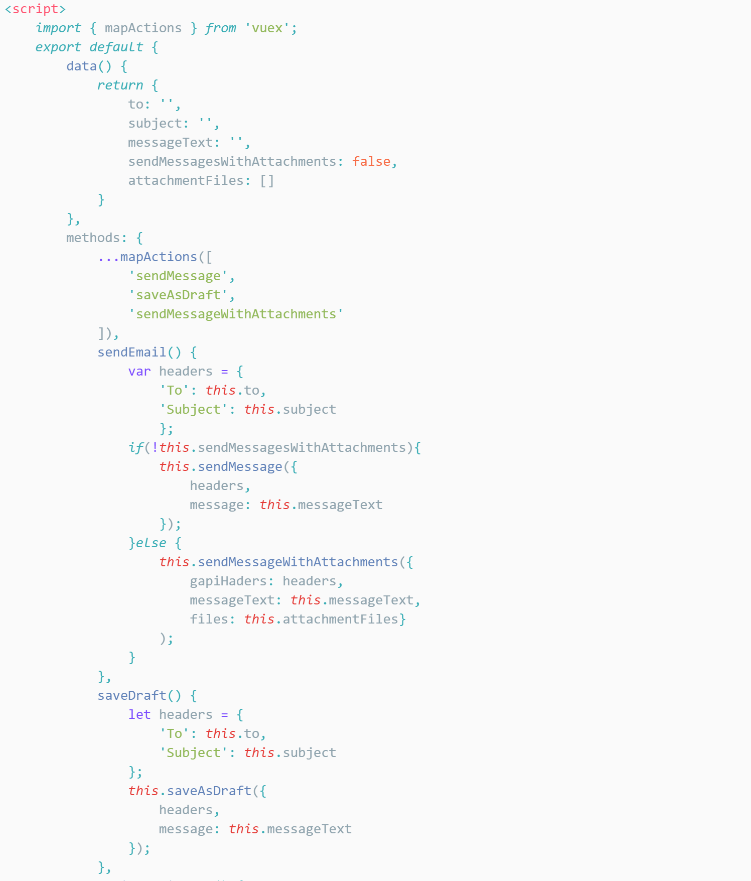 <script>
import { mapActions } from 'vuex';
export default {
data() {
return {
to: '',
subject: '',
messageText: '',
sendMessagesWithAttachments: false,
attachmentFiles: []
}
},
methods: {
...mapActions([
'sendMessage',
'saveAsDraft',
'sendMessageWithAttachments'
]),
sendEmail() {
var headers = {
'To': this.to,
'Subject': this.subject
};
if(!this.sendMessagesWithAttachments){
this.sendMessage({
headers,
message: this.messageText
});
}else {
this.sendMessageWithAttachments({
gapiHaders: headers,
messageText: this.messageText,
files: this.attachmentFiles}
);
}
},
saveDraft() {
let headers = {
'To': this.to,
'Subject': this.subject
};
this.saveAsDraft({
headers,
message: this.messageText
});
},